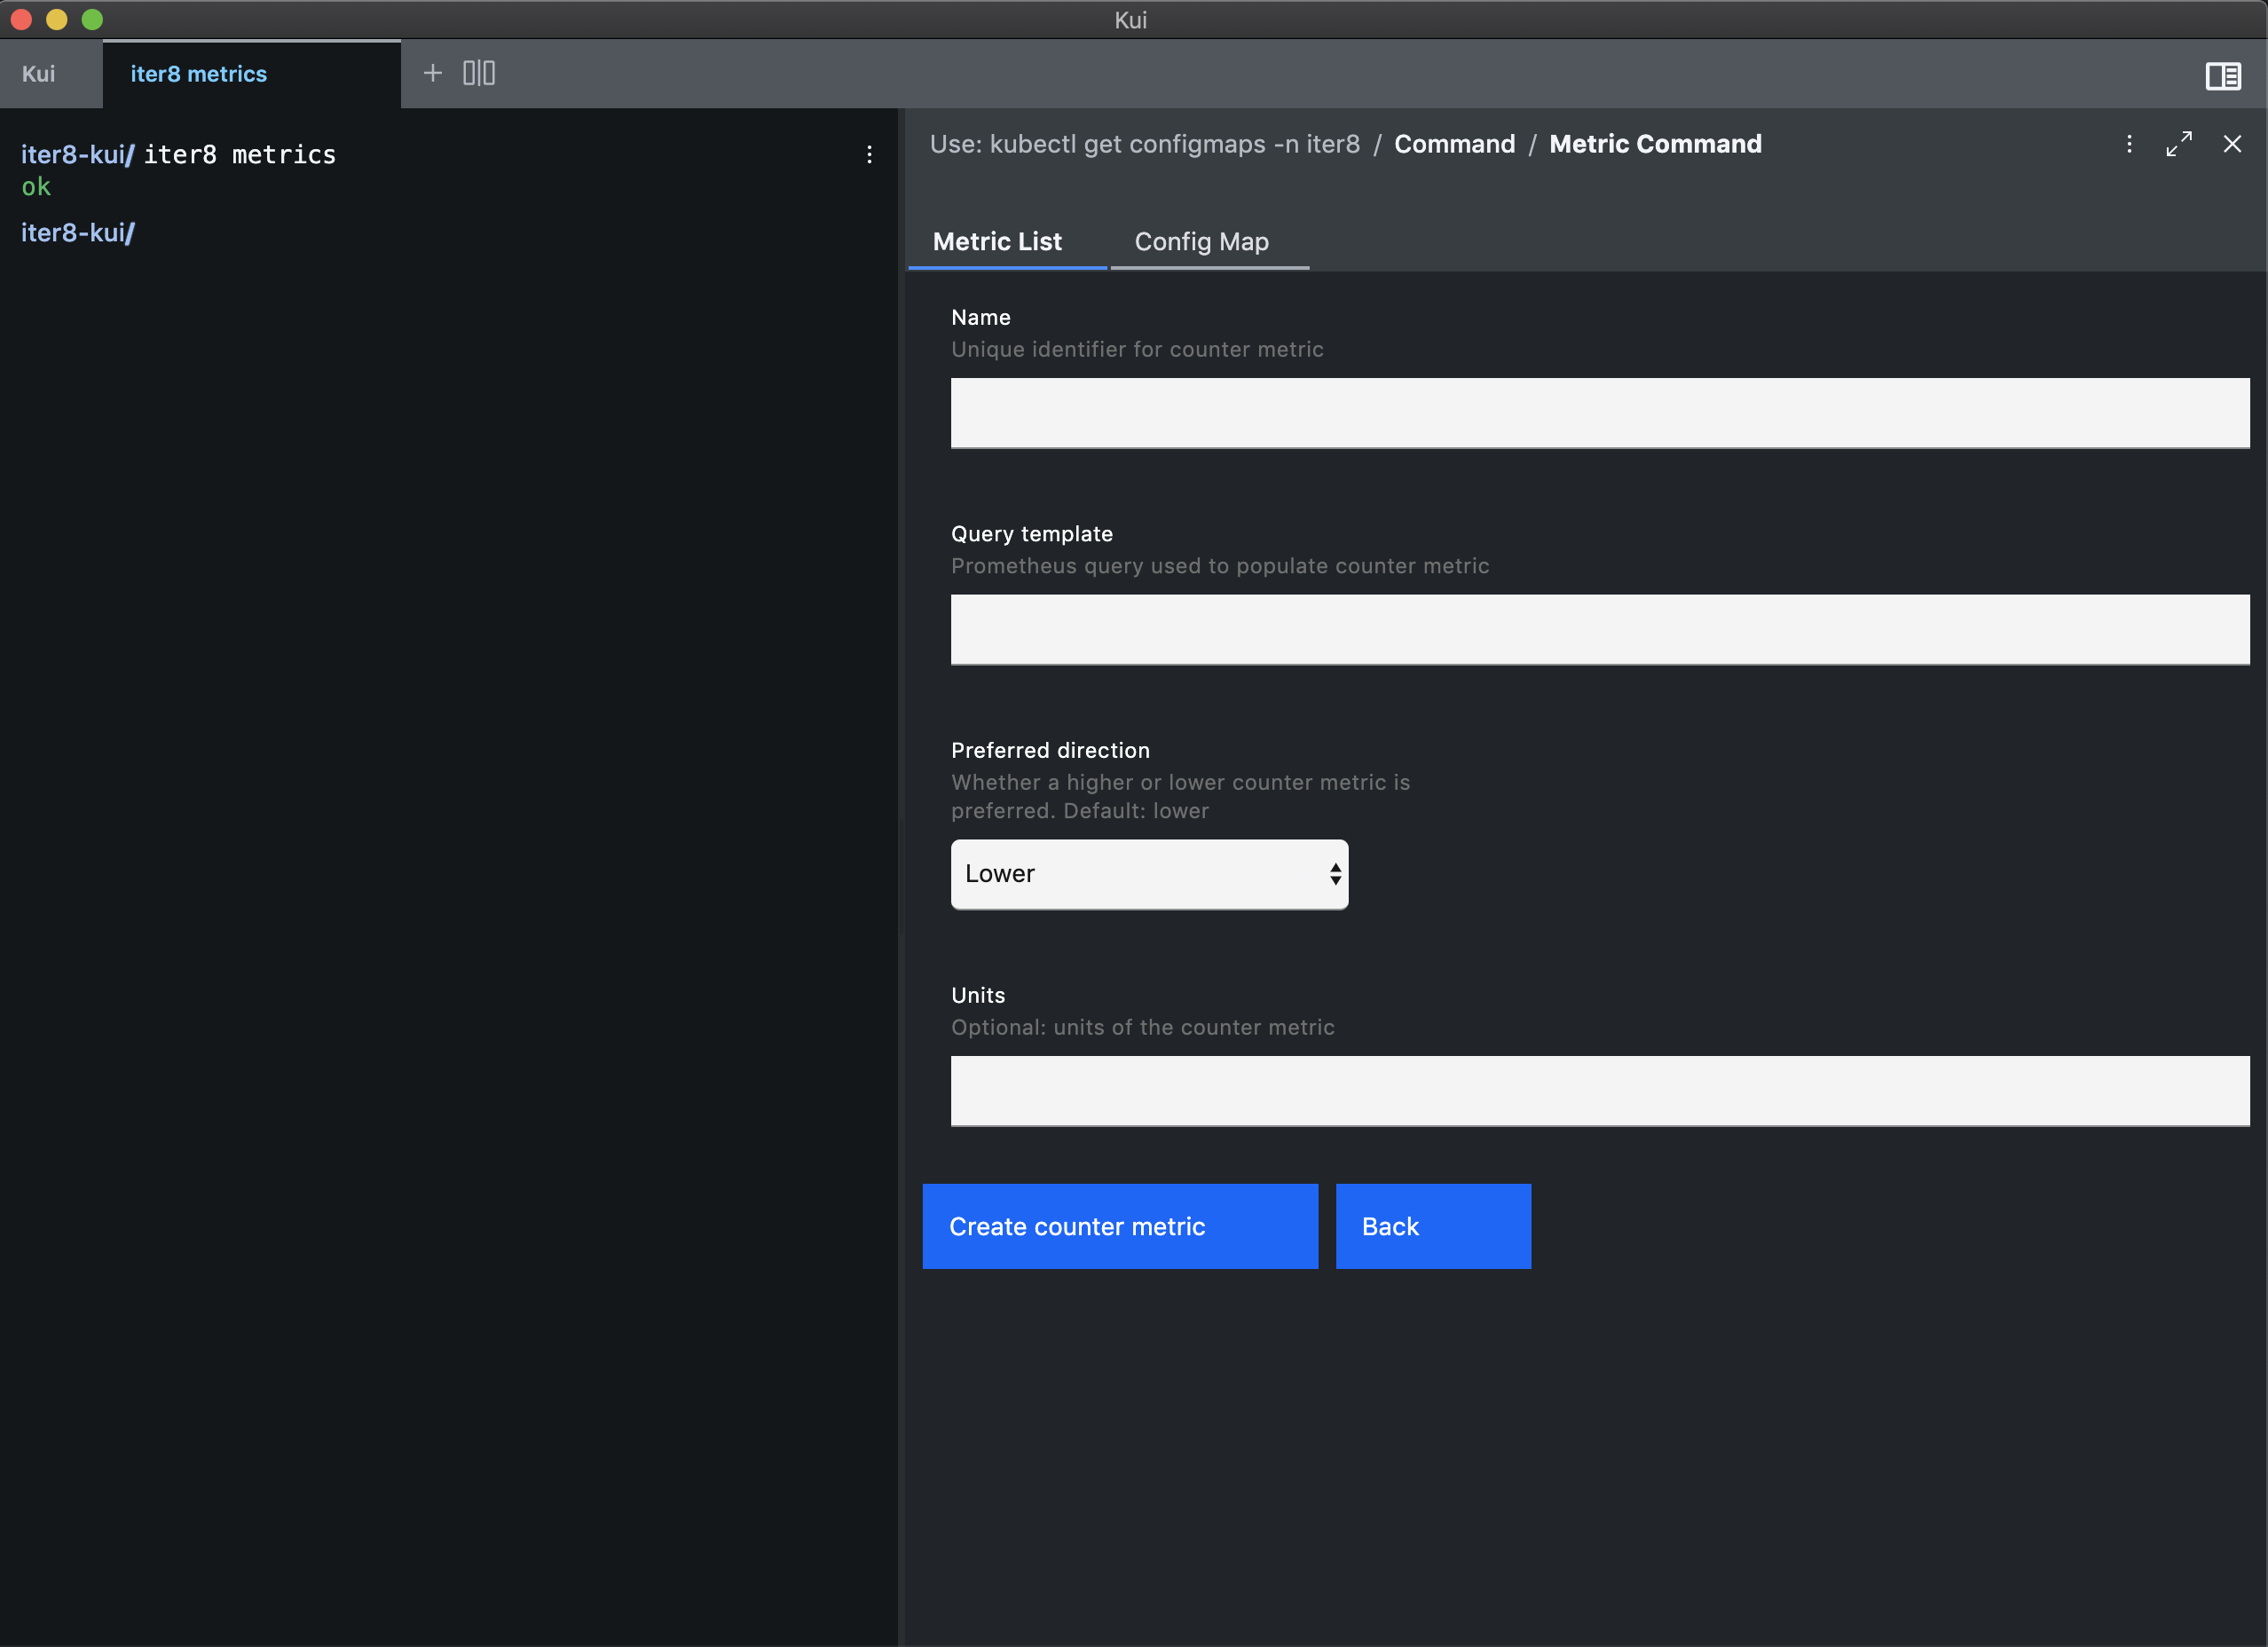 Kui
Kui
iter8 metrics
iter8-kui/ iter8 metrics
ok
iter8-kui/
Use: kubectl get configmaps -n iter8 / Command / Metric Command
Metric List
Config Map
Name
Unique identifier for counter metric
Query template
Prometheus query used to populate counter metric
Preferred direction
Whether a higher or lower counter metric is
preferred. Default: lower
Lower
Units
Optional: units of the counter metric
Create counter metric
Back